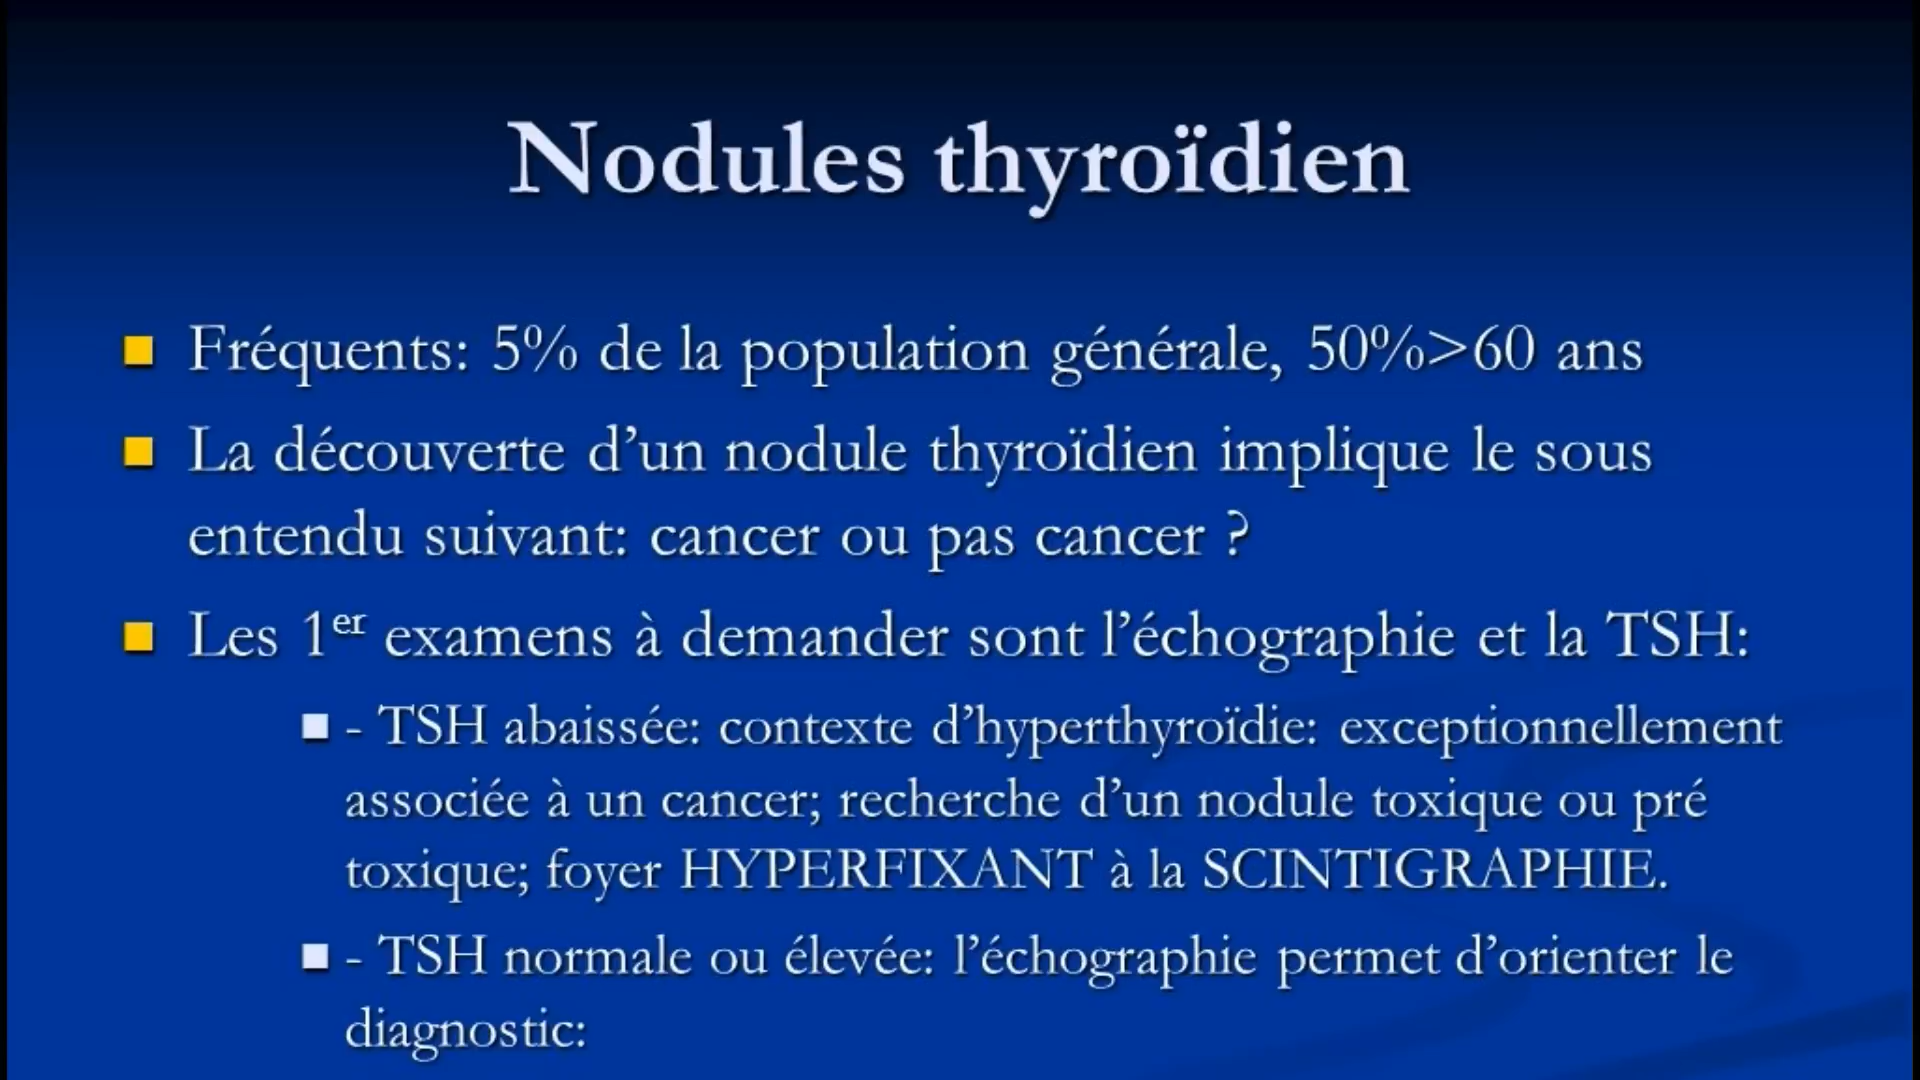 Nodules thyroïdien
Fréquents: 5% de la population générale, 50%>60 ans
La découverte d’un nodule thyroïdien implique le sous
entendu suivant: cancer ou pas cancer ?
Les 1er examens à demander sont l’échographie et la TSH:
- TSH abaissée: contexte d’hyperthyroïdie: exceptionnellement
associée à un cancer; recherche d’un nodule toxique ou pré
toxique; foyer HYPERFIXANT à la SCINTIGRAPHIE.
- TSH normale ou élevée: l’échographie permet d’orienter le
diagnostic: